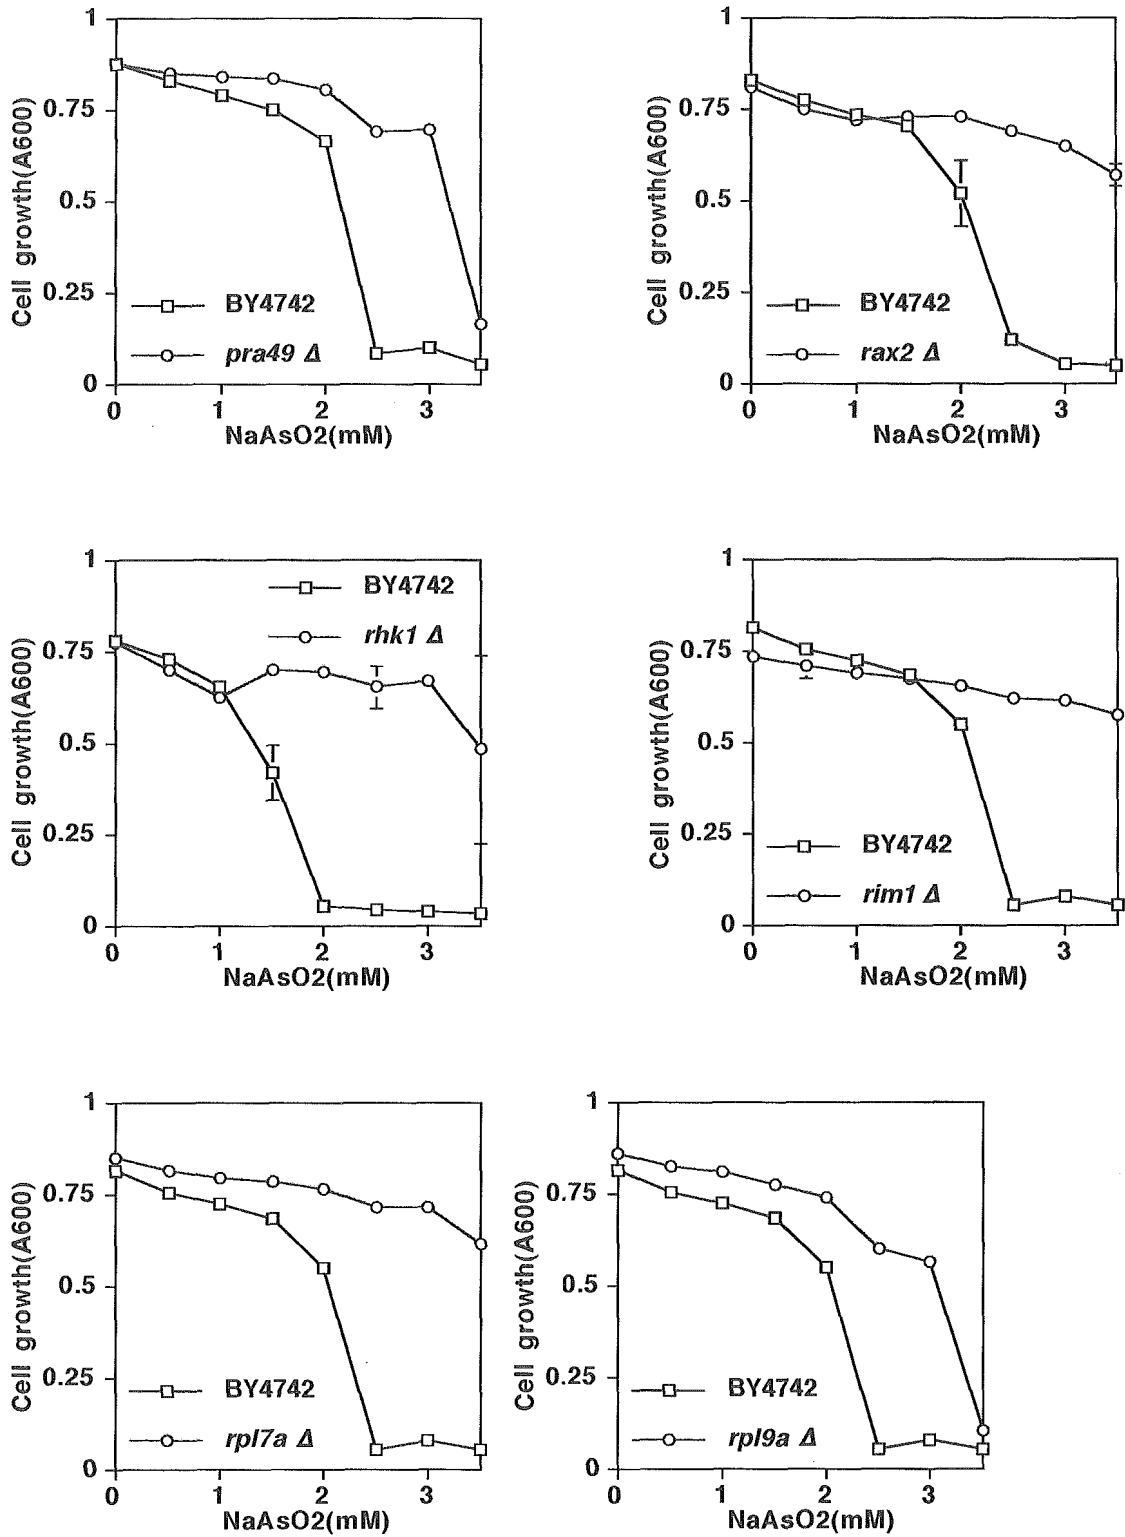 1
0.75
0.5
0.25
0
Cell growth(A600)
BY4742
pra49 Δ
0 1 2 3
NaAsO2(mM)
1
0.75
0.5
0.25
0
Cell growth(A600)
BY4742
rax2 Δ
0 1 2 3
NaAsO2(mM)
1
0.75
0.5
0.25
0
Cell growth(A600)
BY4742
rhk1 Δ
0 1 2 3
NaAsO2(mM)
1
0.75
0.5
0.25
0
Cell growth(A600)
BY4742
rim1 Δ
0 1 2 3
NaAsO2(mM)
1
0.75
0.5
0.25
0
Cell growth(A600)
BY4742
rpl7a Δ
0 1 2 3
NaAsO2(mM)
1
0.75
0.5
0.25
0
Cell growth(A600)
BY4742
rpl9a Δ
0 1 2 3
NaAsO2(mM)